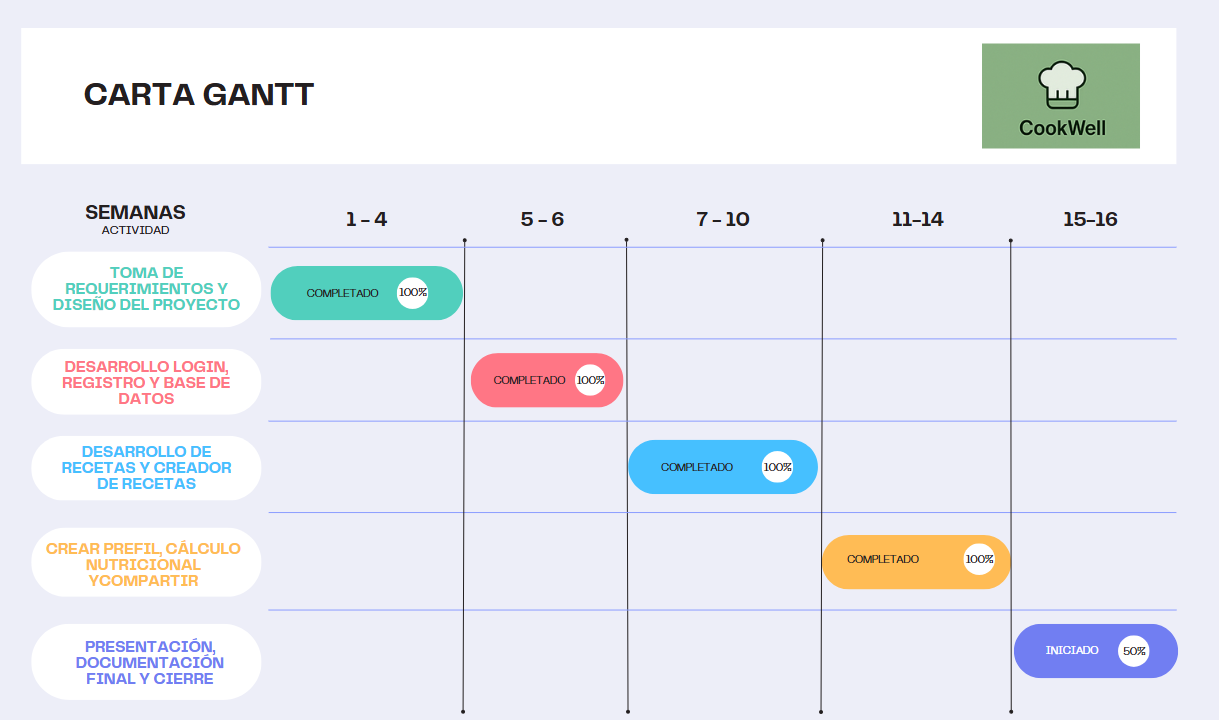 CARTA GANTT
CookWell
SEMANAS
ACTIVIDAD
1 – 4
5 – 6
7 – 10
11–14
15–16
TOMA DE
REQUERIMIENTOS Y
DISEÑO DEL PROYECTO
COMPLETADO 100%
DESARROLLO LOGIN,
REGISTRO Y BASE DE
DATOS
COMPLETADO 100%
DESARROLLO DE
RECETAS Y CREADOR
DE RECETAS
COMPLETADO 100%
CREAR PREFIL, CÁLCULO
NUTRICIONAL
YCOMPARTIR
COMPLETADO 100%
PRESENTACIÓN,
DOCUMENTACIÓN
FINAL Y CIERRE
INICIADO 50%